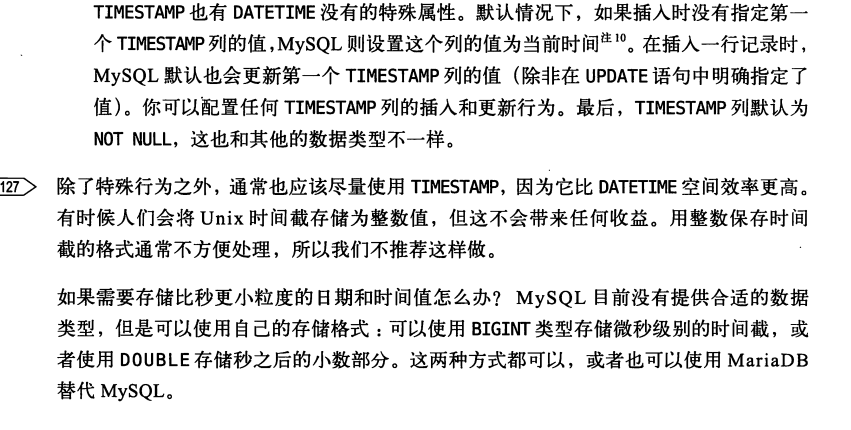 TIMESTAMP 也有 DATETIME 没有的特殊属性。默认情况下，如果插入时没有指定第一
个 TIMESTAMP 列的值，MySQL 则设置这个列的值为当前时间注10。在插入一行记录时，
MySQL 默认也会更新第一个 TIMESTAMP 列的值（除非在 UPDATE 语句中明确指定了
值）。你可以配置任何 TIMESTAMP 列的插入和更新行为。最后，TIMESTAMP 列默认为
NOT NULL，这也和其他的数据类型不一样。
127
除了特殊行为之外，通常也应该尽量使用 TIMESTAMP，因为它比 DATETIME 空间效率更高。
有时候人们会将 Unix 时间截存储为整数值，但这不会带来任何收益。用整数保存时间
截的格式通常不方便处理，所以我们不推荐这样做。
如果需要存储比秒更小粒度的日期和时间值怎么办？MySQL 目前没有提供合适的数据
类型，但是可以使用自己的存储格式：可以使用 BIGINT 类型存储微秒级别的时间截，或
者使用 DOUBLE 存储秒之后的小数部分。这两种方式都可以，或者也可以使用 MariaDB
替代 MySQL。